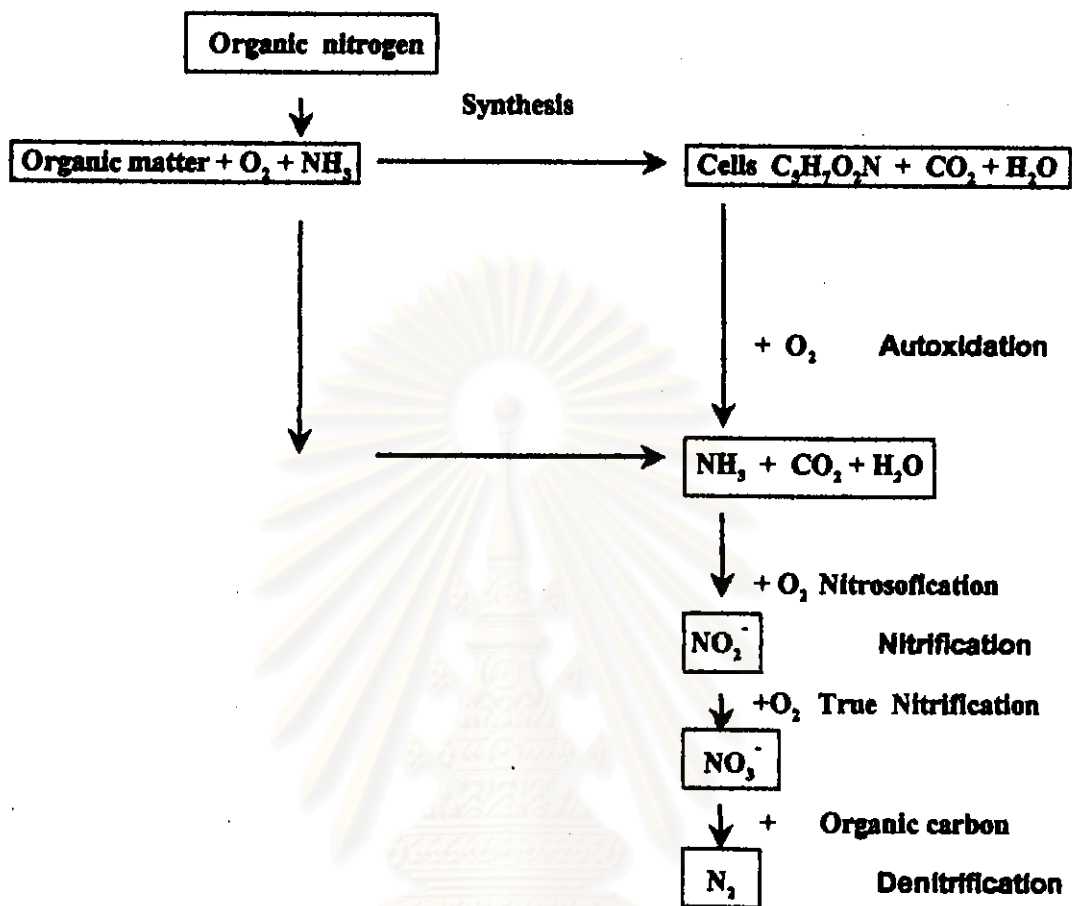 Organic nitrogen
Synthesis
Organic matter + O₂ + NH₃
Cells C₅H₇O₂N + CO₂ + H₂O
+ O₂ Autoxidation
NH₃ + CO₂ + H₂O
+ O₂ Nitrosofication
NO₂⁻ Nitrification
+O₂ True Nitrification
NO₃⁻
+ Organic carbon
N₂ Denitrification